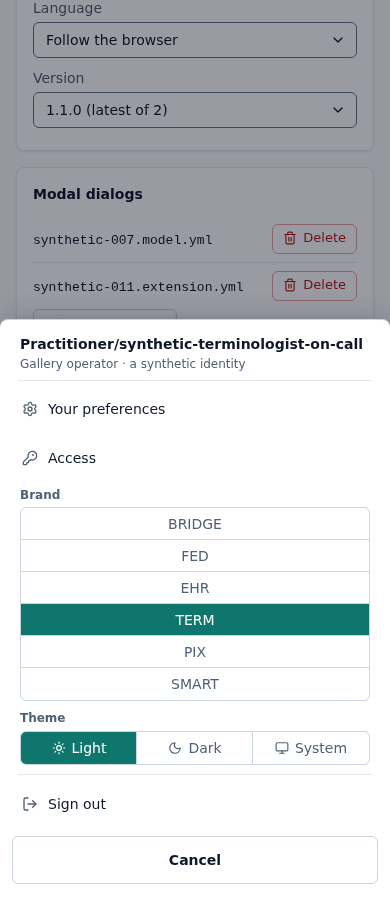 Language
Follow the browser
Version
1.1.0 (latest of 2)
Modal dialogs
synthetic-007.model.yml
Delete
synthetic-011.extension.yml
Delete
Practitioner/synthetic-terminologist-on-call
Gallery operator · a synthetic identity
Your preferences
Access
Brand
BRIDGE
FED
EHR
TERM
PIX
SMART
Theme
Light
Dark
System
Sign out
Cancel